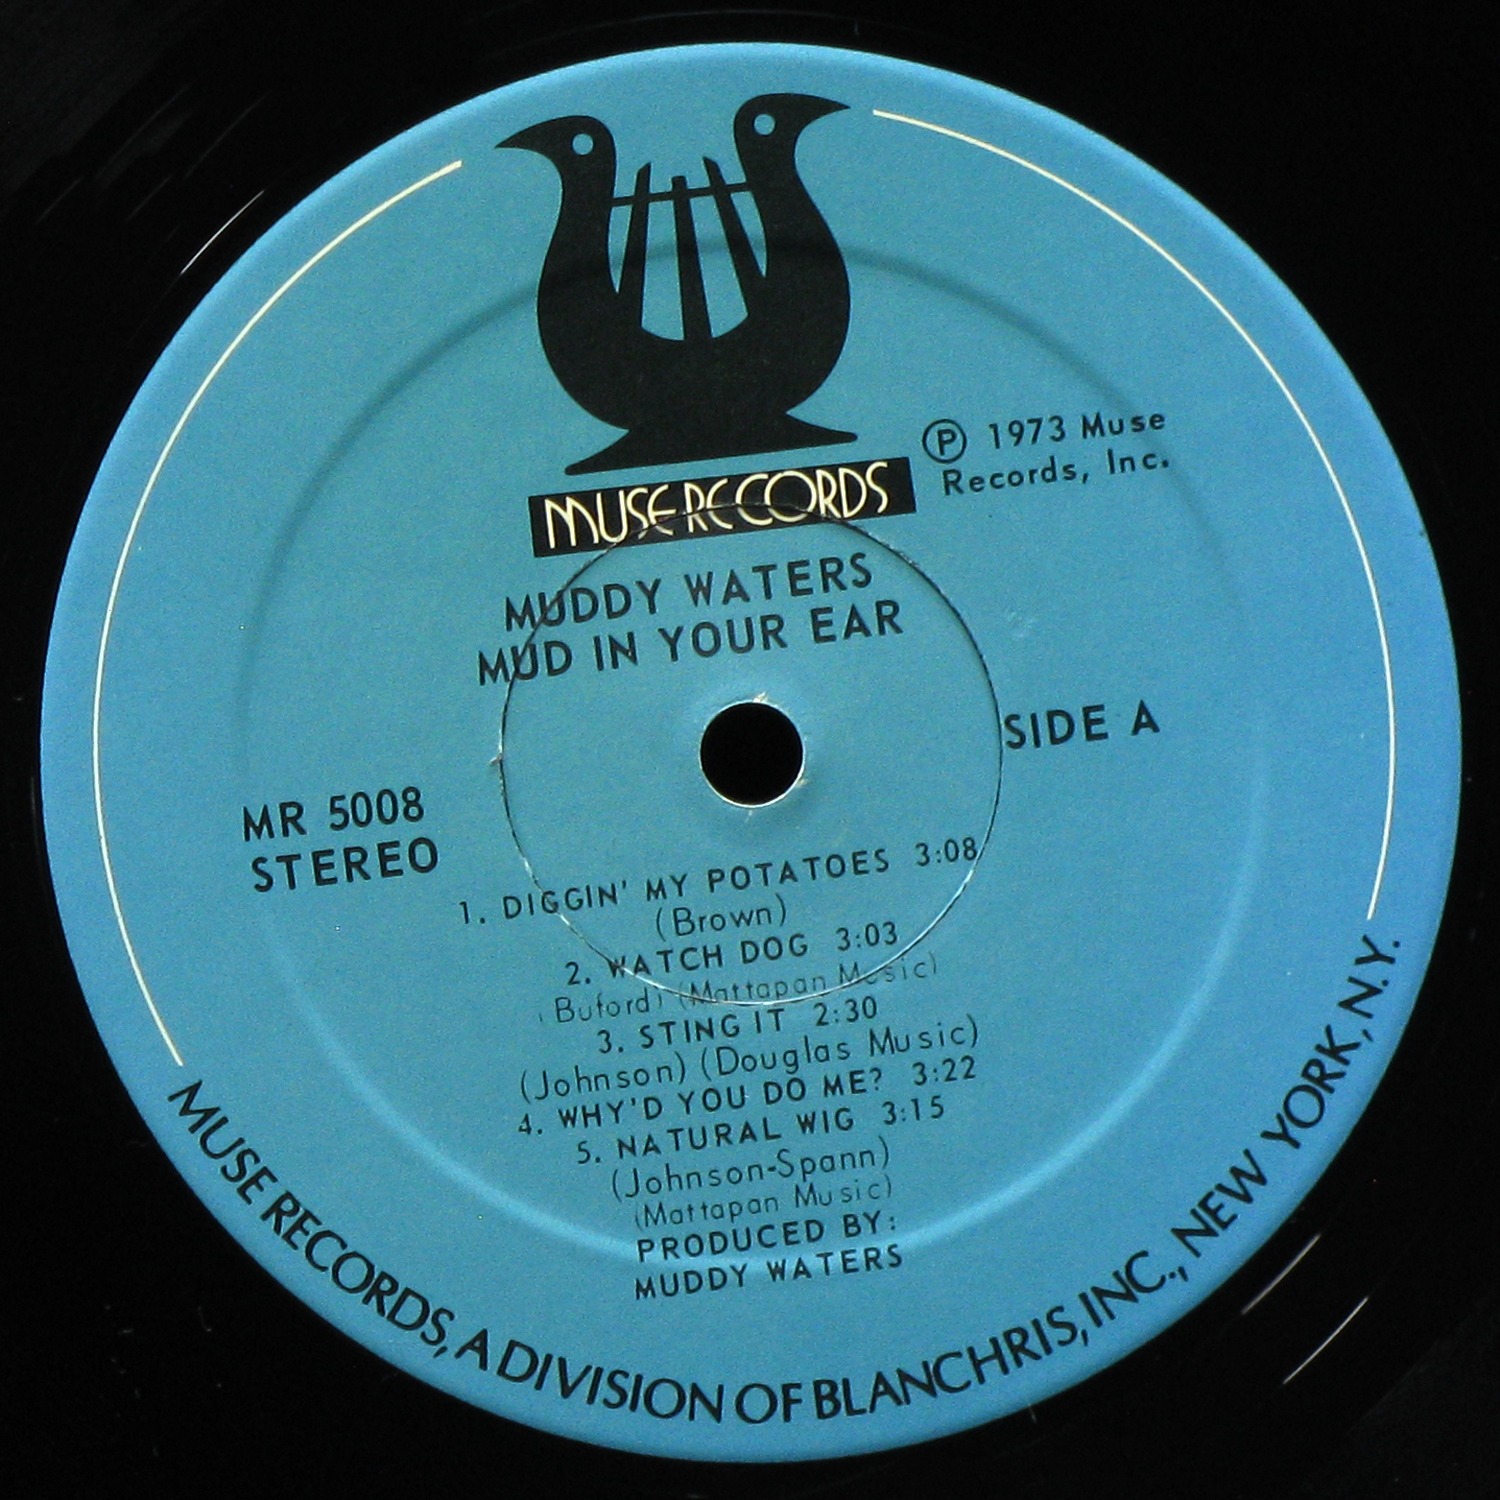 MUSE RECORDS
Ⓟ 1973 Muse
Records, Inc.
MUDDY WATERS
MUD IN YOUR EAR
SIDE A
MR 5008
STEREO
1. DIGGIN' MY POTATOES 3:08
(Brown)
2. WATCH DOG 3:03
(Buford) (Mattapan Music)
3. STING IT 2:30
(Johnson) (Douglas Music)
4. WHY'D YOU DO ME? 3:22
5. NATURAL WIG 3:15
(Johnson-Spann)
(Mattapan Music)
PRODUCED BY:
MUDDY WATERS
MUSE RECORDS, A DIVISION OF BLANCHRIS, INC., NEW YORK, N.Y.